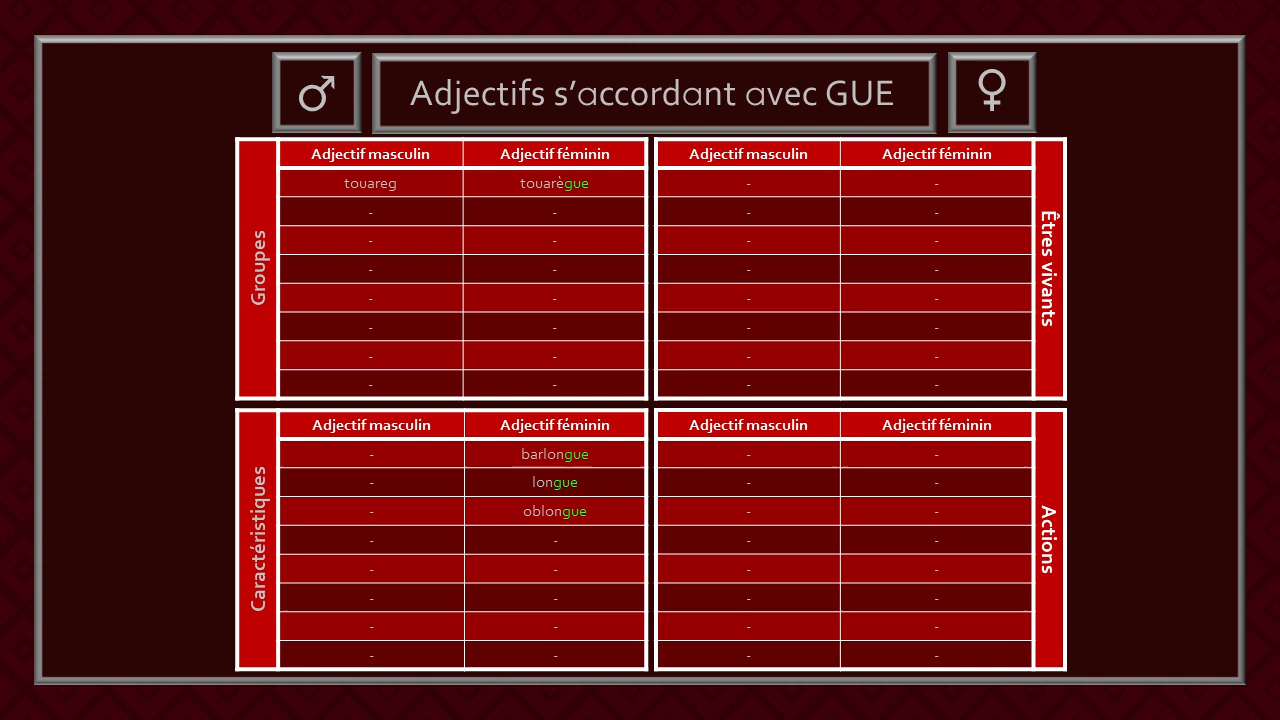 ♂ Adjectifs s’accordant avec GUE ♀
Groupes
Adjectif masculin Adjectif féminin
touareg touarègue
- -
- -
- -
- -
- -
- -
- -
Adjectif masculin Adjectif féminin
- -
- -
- -
- -
- -
- -
- -
- -
Êtres vivants
Caractéristiques
Adjectif masculin Adjectif féminin
- barlongue
- longue
- oblongue
- -
- -
- -
- -
- -
Adjectif masculin Adjectif féminin
- -
- -
- -
- -
- -
- -
- -
- -
Actions